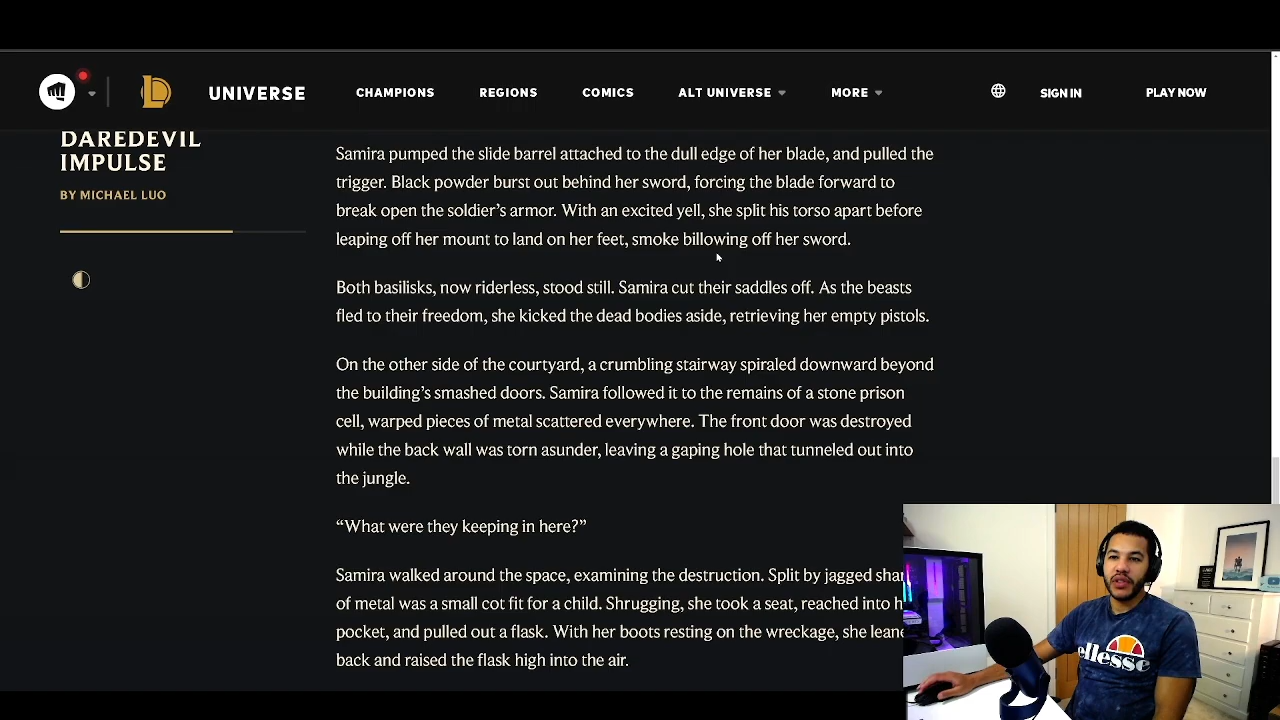 UNIVERSE
CHAMPIONS
REGIONS
COMICS
ALT UNIVERSE
MORE
SIGN IN
PLAY NOW
DAREDEVIL
IMPULSE
BY MICHAEL LUO
Samira pumped the slide barrel attached to the dull edge of her blade, and pulled the
trigger. Black powder burst out behind her sword, forcing the blade forward to
break open the soldier’s armor. With an excited yell, she split his torso apart before
leaping off her mount to land on her feet, smoke billowing off her sword.
Both basilisks, now riderless, stood still. Samira cut their saddles off. As the beasts
fled to their freedom, she kicked the dead bodies aside, retrieving her empty pistols.
On the other side of the courtyard, a crumbling stairway spiraled downward beyond
the building’s smashed doors. Samira followed it to the remains of a stone prison
cell, warped pieces of metal scattered everywhere. The front door was destroyed
while the back wall was torn asunder, leaving a gaping hole that tunneled out into
the jungle.
“What were they keeping in here?”
Samira walked around the space, examining the destruction. Split by jagged shar
of metal was a small cot fit for a child. Shrugging, she took a seat, reached into h
pocket, and pulled out a flask. With her boots resting on the wreckage, she leane
back and raised the flask high into the air.
ellesse